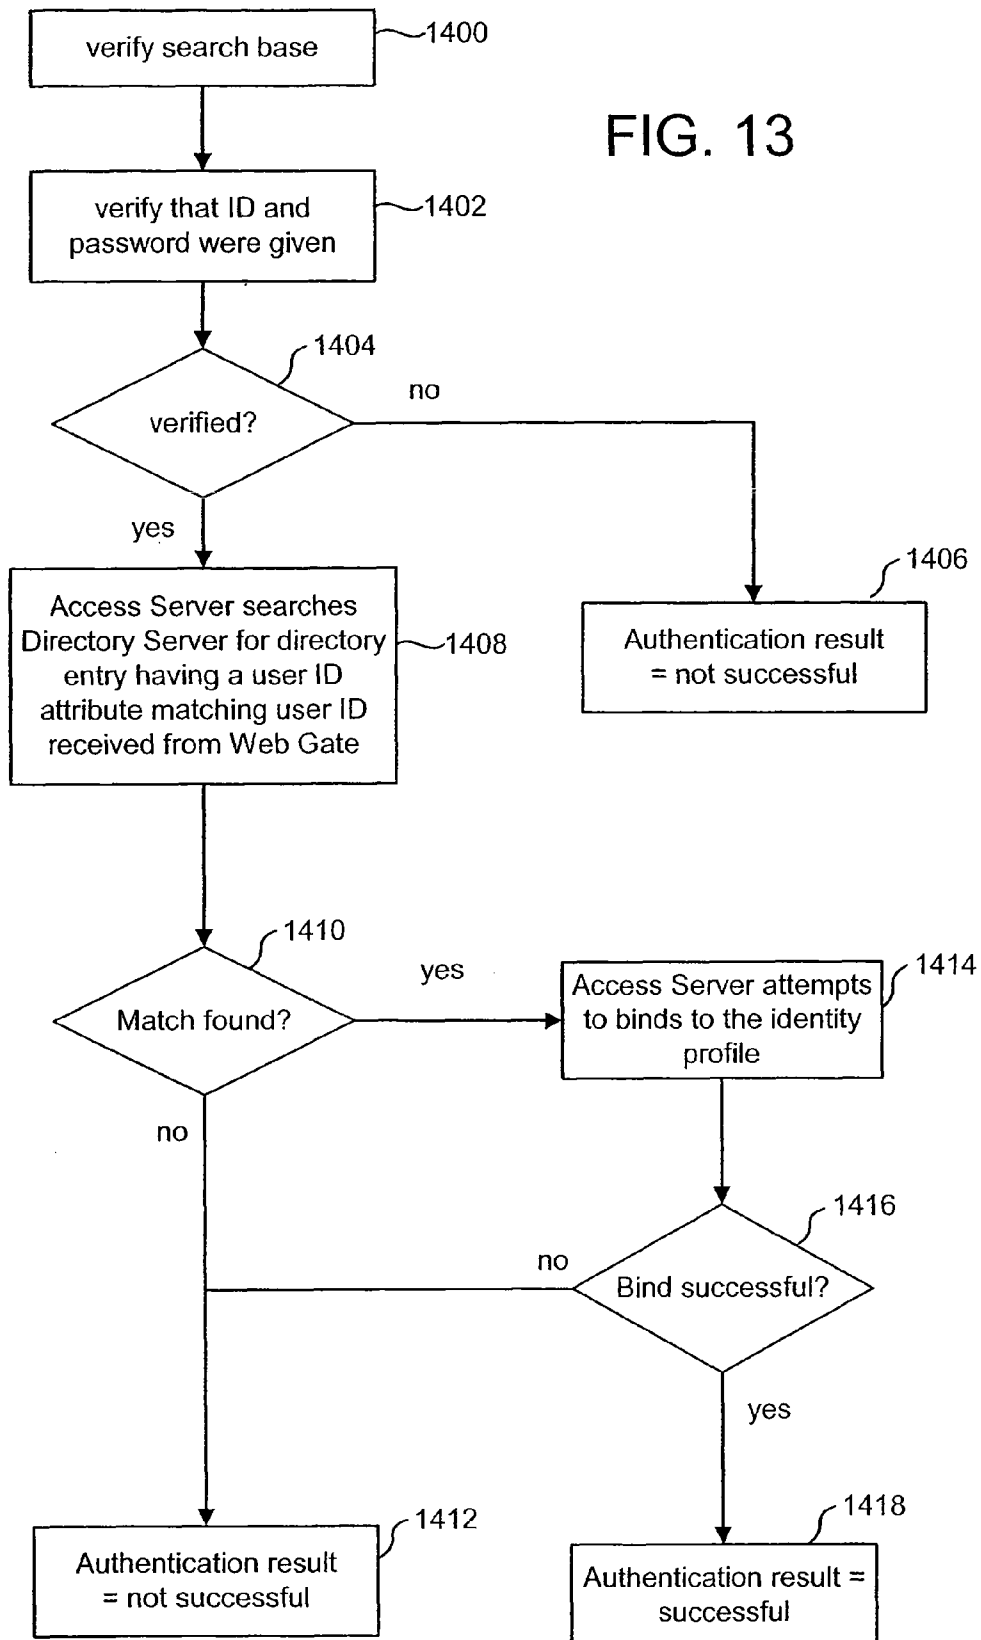 verify search base
1400
FIG. 13
verify that ID and
password were given
1402
1404
verified?
no
yes
1406
Authentication result
= not successful
Access Server searches
Directory Server for directory
entry having a user ID
attribute matching user ID
received from Web Gate
1408
1410
Match found?
yes
no
1414
Access Server attempts
to binds to the identity
profile
1416
Bind successful?
no
yes
1412
Authentication result
= not successful
1418
Authentication result =
successful